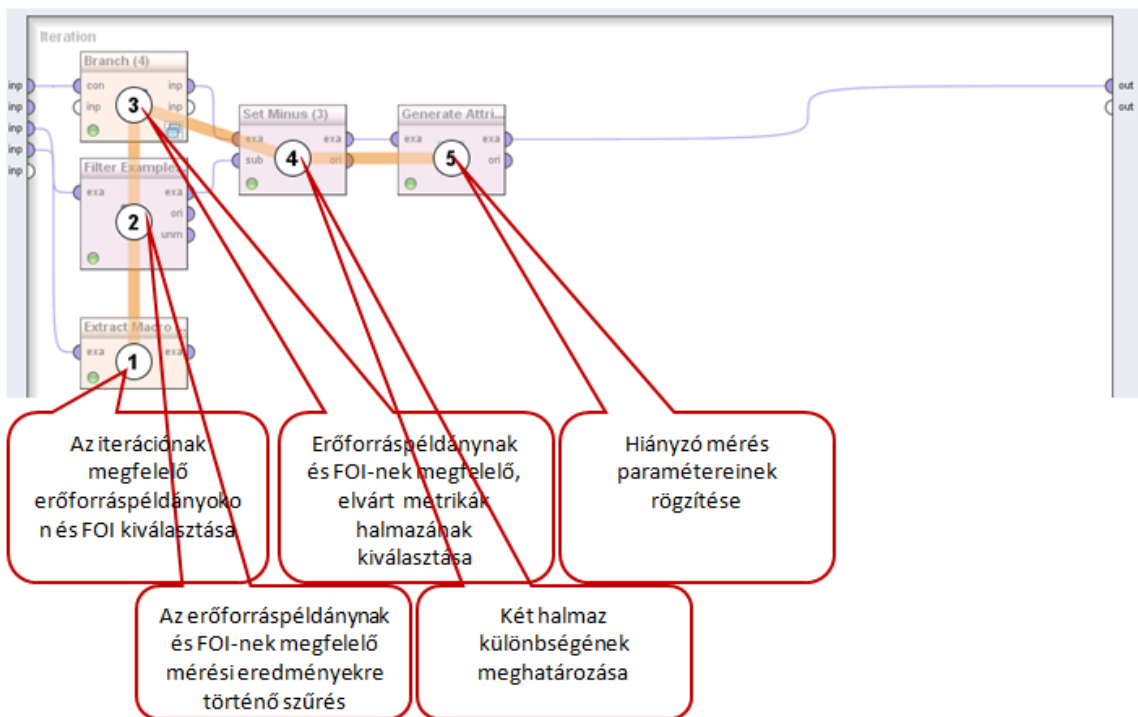 Iteration
Branch (4)
inp
con
inp
inp
inp
inp
inp
inp
inp
3
out
out
Set Minus (3)
exa
exa
sub
ori
4
Generate Attri...
exa
exa
ori
5
Filter Example...
exa
exa
ori
unm
2
Extract Macro ...
exa
exa
1
Az iterációnak
megfelelő
erőforráspéldányoko
n és FOI kiválasztása
Erőforráspéldánynak
és FOI-nek megfelelő,
elvárt metrikák
halmazának
kiválasztása
Hiányzó mérés
paramétereinek
rögzítése
Az erőforráspéldánynak
és FOI-nek megfelelő
mérési eredményekre
történő szűrés
Két halmaz
különbségének
meghatározása